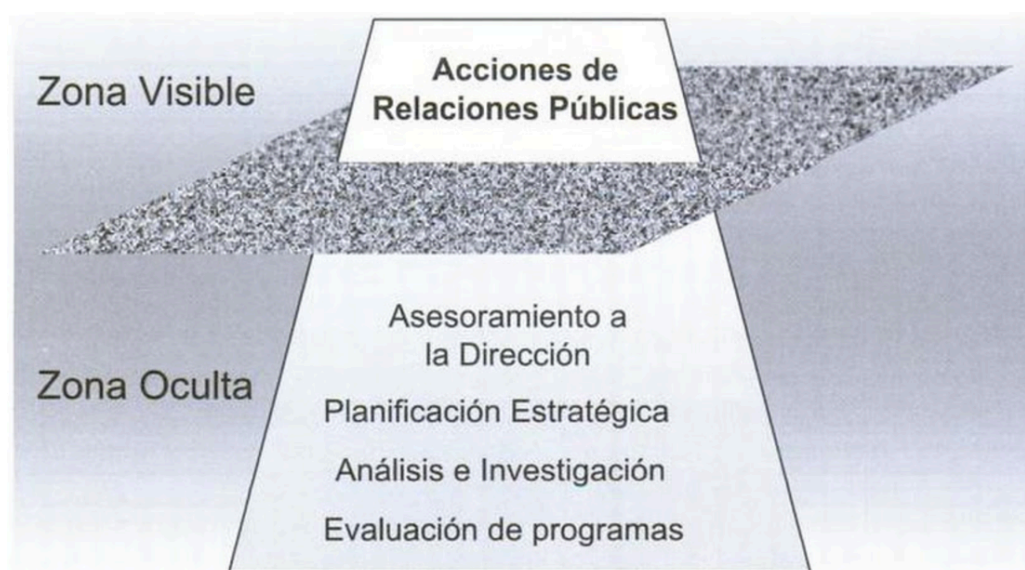 Zona Visible
Acciones de
Relaciones Públicas
Zona Oculta
Asesoramiento a
la Dirección
Planificación Estratégica
Análisis e Investigación
Evaluación de programas